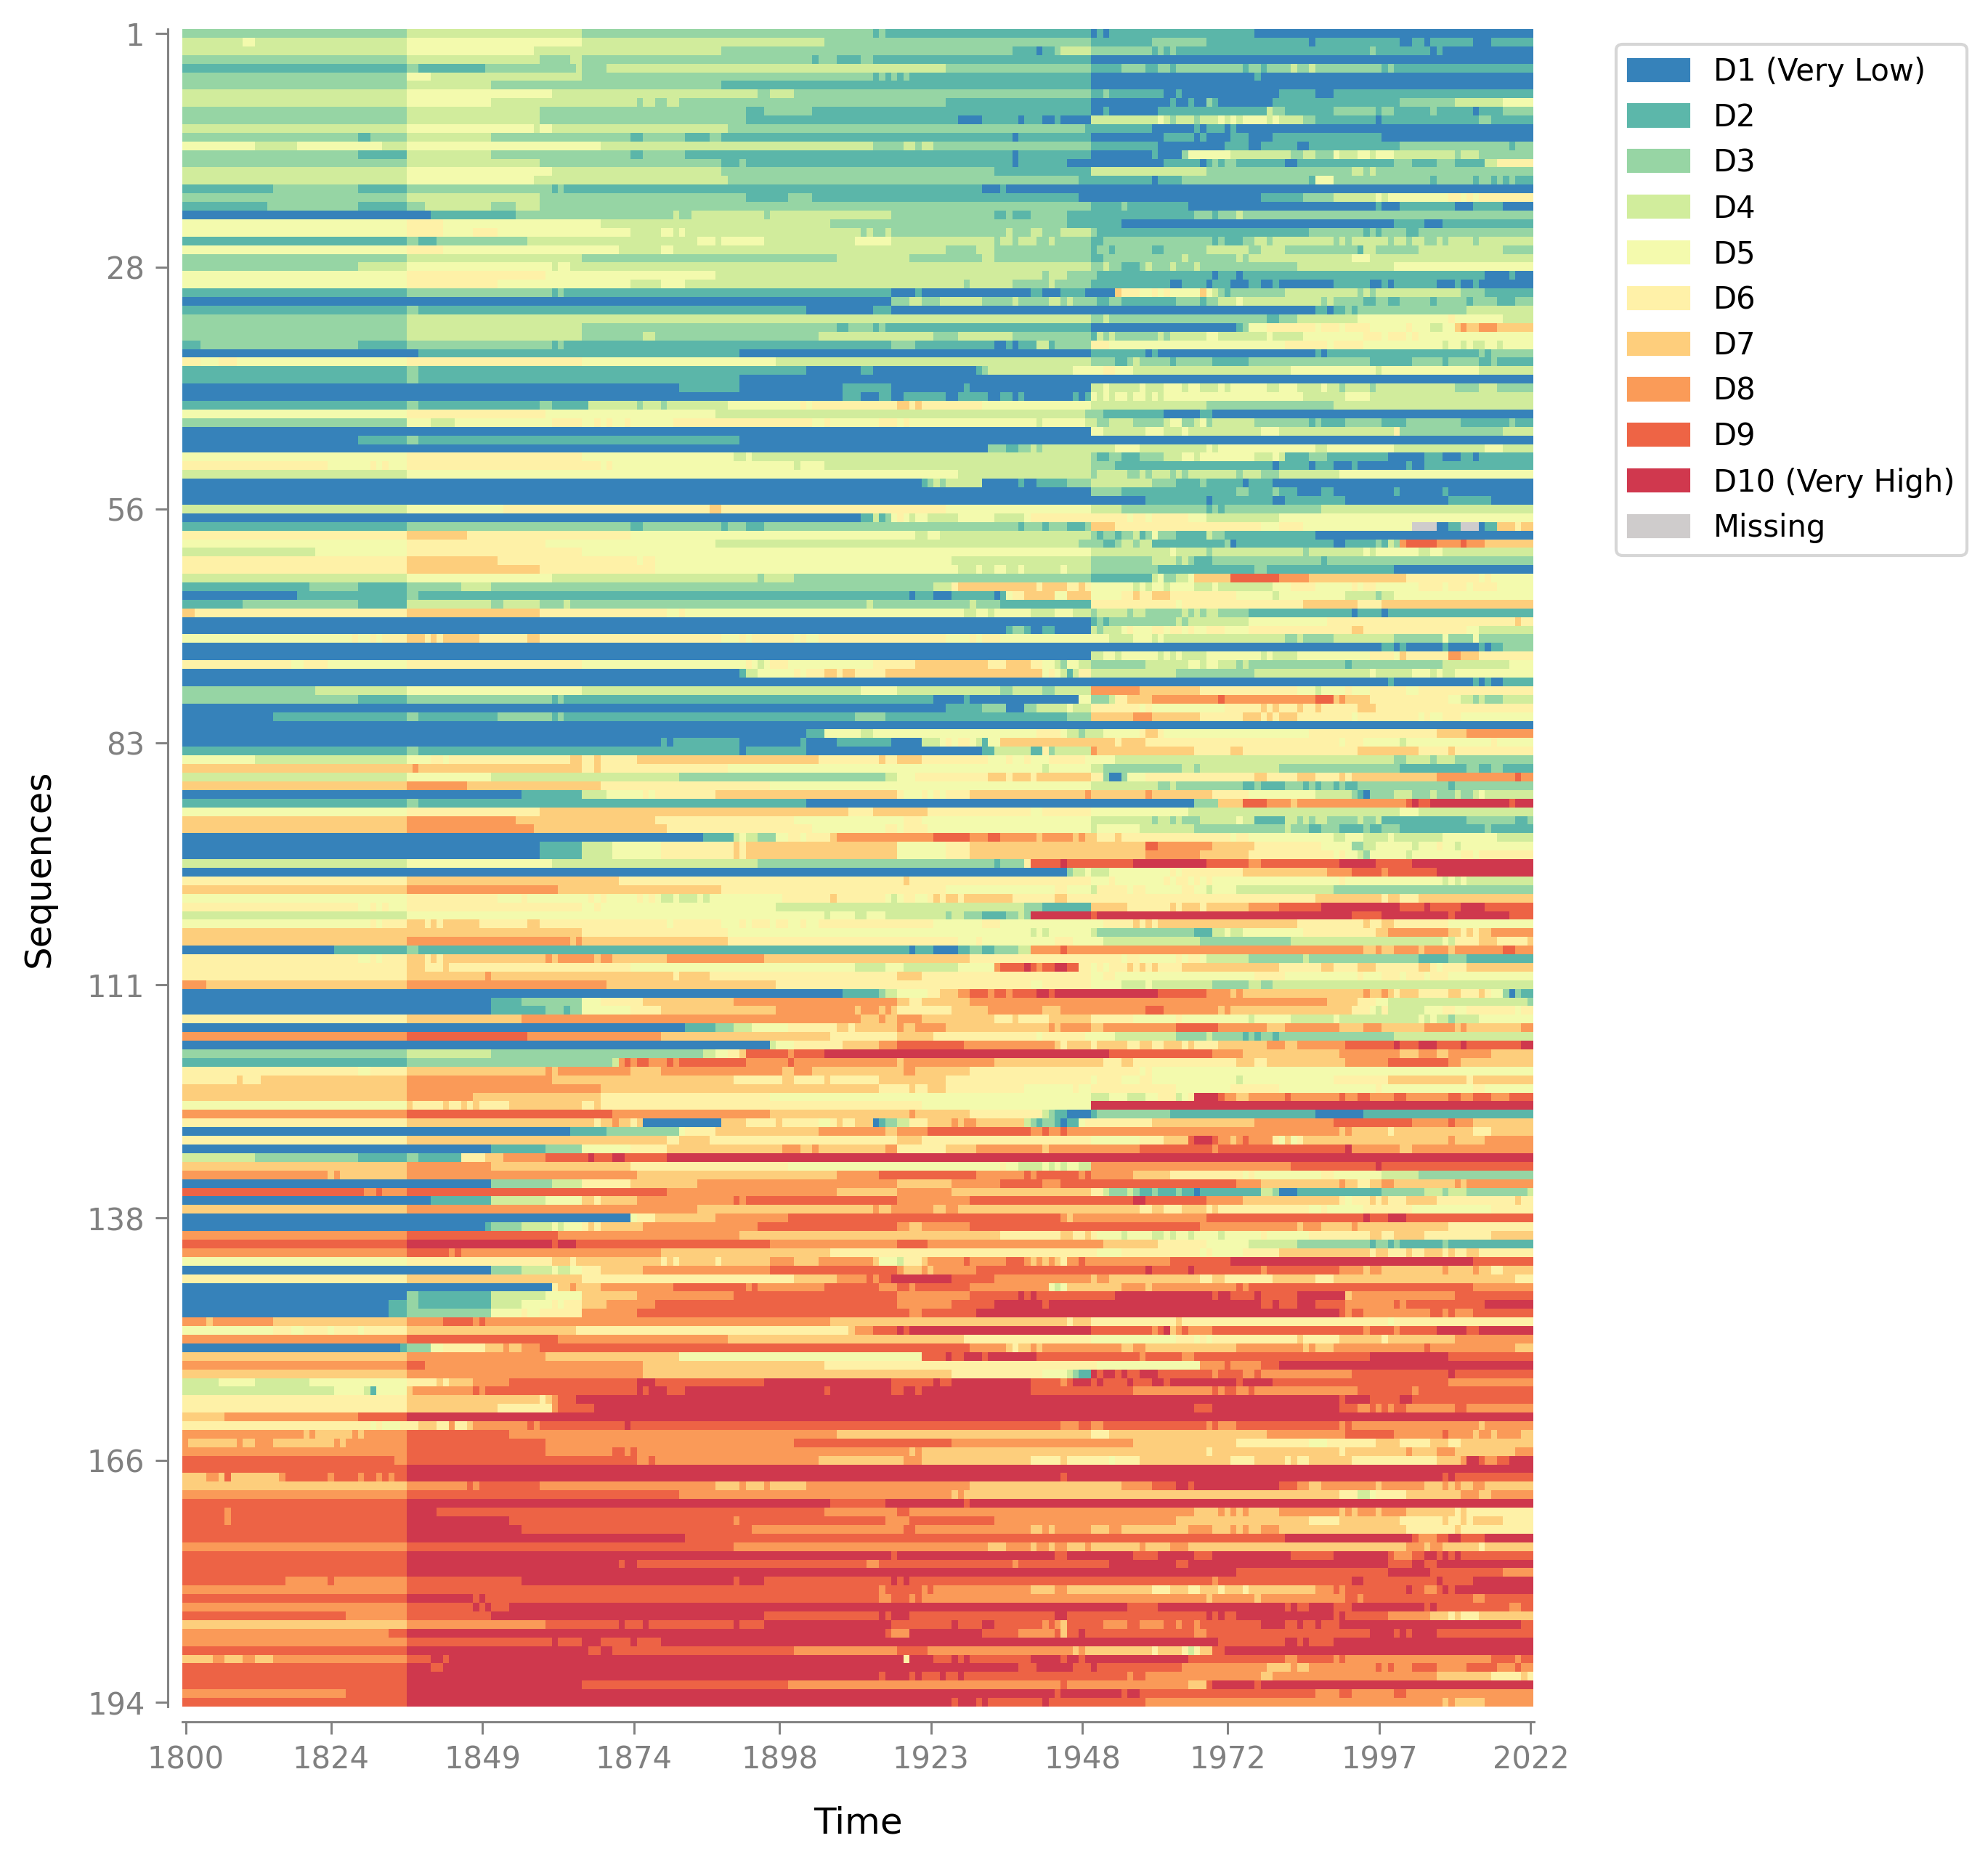 1
28
56
83
111
138
166
194
Sequences
1800 1824 1849 1874 1898 1923 1948 1972 1997 2022
Time
D1 (Very Low)
D2
D3
D4
D5
D6
D7
D8
D9
D10 (Very High)
Missing